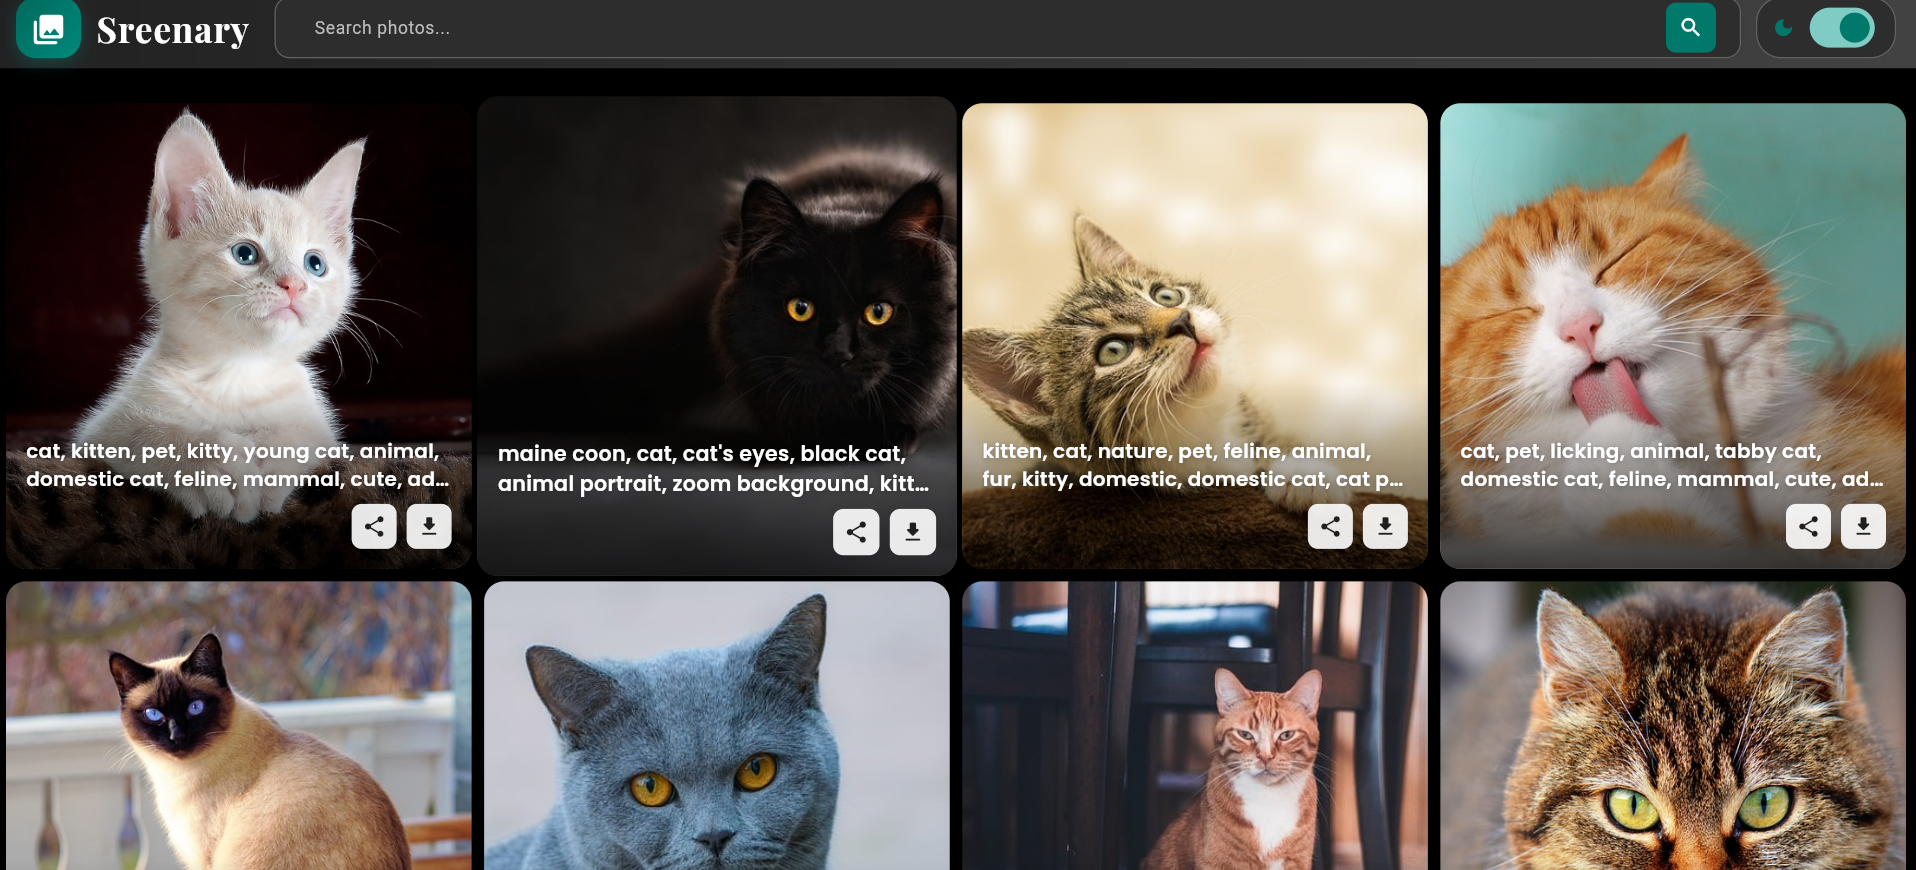 Sreenary
Search photos...
cat, kitten, pet, kitty, young cat, animal,
domestic cat, feline, mammal, cute, ad...
maine coon, cat, cat's eyes, black cat,
animal portrait, zoom background, kitt...
kitten, cat, nature, pet, feline, animal,
fur, kitty, domestic, domestic cat, cat p...
cat, pet, licking, animal, tabby cat,
domestic cat, feline, mammal, cute, ad...